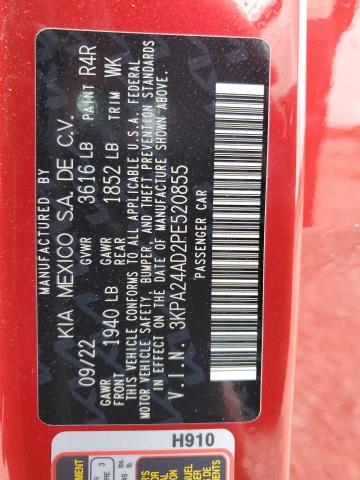 MANUFACTURED BY
KIA MEXICO S.A. DE C.V.
09/22 GVWR 3616 LB PAINT R4R
GAWR FRONT 1940 LB GAWR REAR 1852 LB TRIM WK
THIS VEHICLE CONFORMS TO ALL APPLICABLE U.S.A. FEDERAL
MOTOR VEHICLE SAFETY, BUMPER, AND THEFT PREVENTION STANDARDS
IN EFFECT ON THE DATE OF MANUFACTURE SHOWN ABOVE.
V.I.N. 3KPA24AD2PE520855
PASSENGER CAR
H910